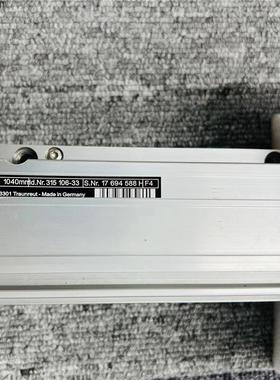 1040mm Id.Nr. 315 106-33 S.Nr. 17 694 588 H F4
3301 Traunreut - Made in Germany